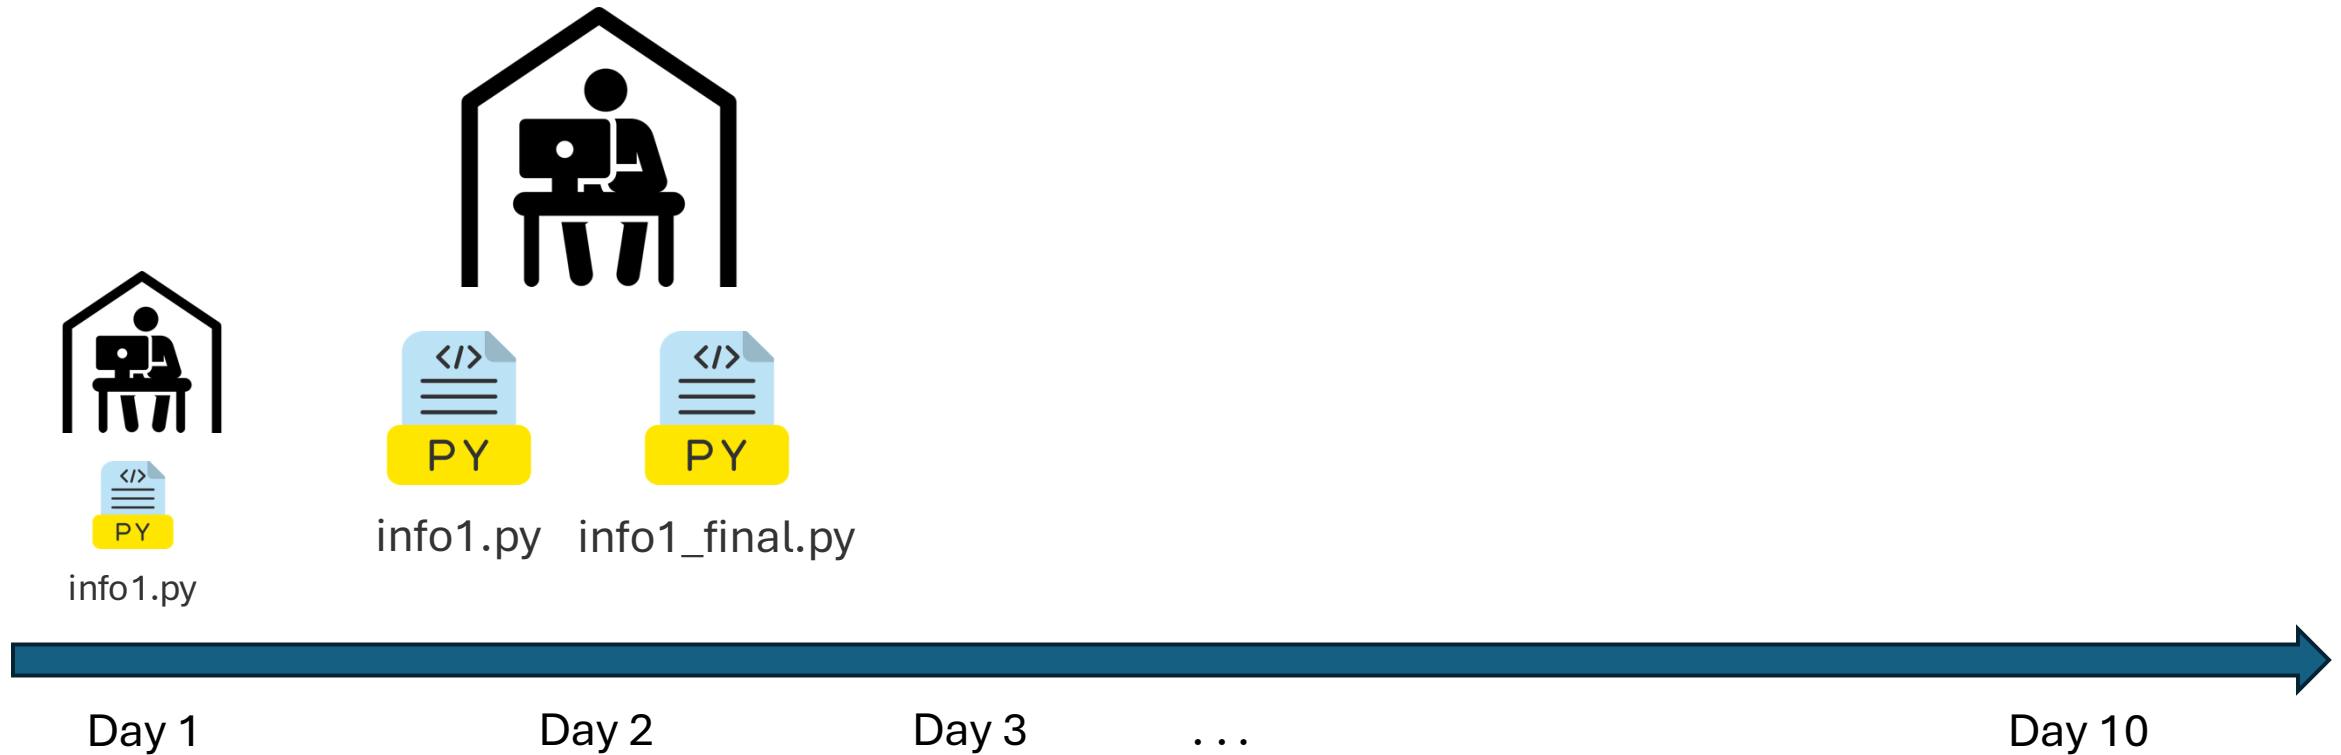 </>
PY
info1.py
</>
PY
info1.py
</>
PY
info1_final.py
Day 1
Day 2
Day 3
...
Day 10